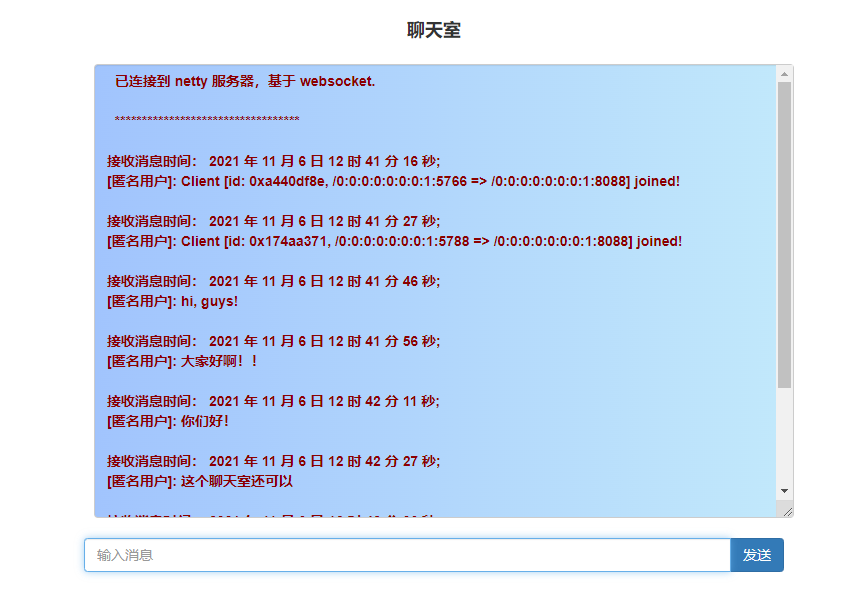 聊天室
已连接到 netty 服务器，基于 websocket.
**********************************
接收消息时间： 2021 年 11 月 6 日 12 时 41 分 16 秒;
[匿名用户]: Client [id: 0xa440df8e, /0:0:0:0:0:0:0:1:5766 => /0:0:0:0:0:0:0:1:8088] joined!
接收消息时间： 2021 年 11 月 6 日 12 时 41 分 27 秒;
[匿名用户]: Client [id: 0x174aa371, /0:0:0:0:0:0:0:1:5788 => /0:0:0:0:0:0:0:1:8088] joined!
接收消息时间： 2021 年 11 月 6 日 12 时 41 分 46 秒;
[匿名用户]: hi, guys!
接收消息时间： 2021 年 11 月 6 日 12 时 41 分 56 秒;
[匿名用户]: 大家好啊！！
接收消息时间： 2021 年 11 月 6 日 12 时 42 分 11 秒;
[匿名用户]: 你们好！
接收消息时间： 2021 年 11 月 6 日 12 时 42 分 27 秒;
[匿名用户]: 这个聊天室还可以
输入消息
发送